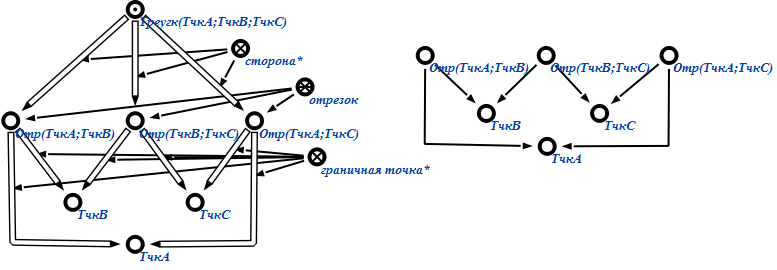 Треугк(ТчкА;ТчкВ;ТчкС)
сторона*
отрезок
Отр(ТчкА;ТчкВ)
Отр(ТчкВ;ТчкС)
Отр(ТчкА;ТчкС)
граничная точка*
ТчкВ
ТчкС
ТчкА
Отр(ТчкА;ТчкВ)
Отр(ТчкВ;ТчкС)
Отр(ТчкА;ТчкС)
ТчкВ
ТчкС
ТчкА